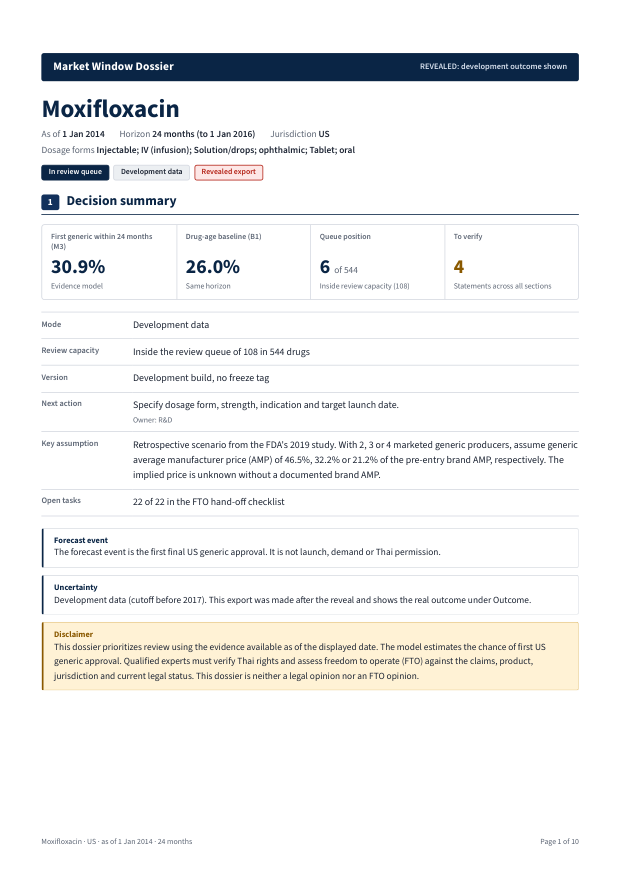 Market Window Dossier
REVEALED: development outcome shown
Moxifloxacin
As of 1 Jan 2014 Horizon 24 months (to 1 Jan 2016) Jurisdiction US
Dosage forms Injectable; IV (infusion); Solution/drops; ophthalmic; Tablet; oral
In review queue Development data Revealed export
1 Decision summary
First generic within 24 months
(M3)
30.9%
Evidence model
Drug-age baseline (B1)
26.0%
Same horizon
Queue position
6 of 544
Inside review capacity (108)
To verify
4
Statements across all sections
Mode Development data
Review capacity Inside the review queue of 108 in 544 drugs
Version Development build, no freeze tag
Next action Specify dosage form, strength, indication and target launch date.
Owner: R&D
Key assumption Retrospective scenario from the FDA's 2019 study. With 2, 3 or 4 marketed generic producers, assume generic
average manufacturer price (AMP) of 46.5%, 32.2% or 21.2% of the pre-entry brand AMP, respectively. The
implied price is unknown without a documented brand AMP.
Open tasks 22 of 22 in the FTO hand-off checklist
Forecast event
The forecast event is the first final US generic approval. It is not launch, demand or Thai permission.
Uncertainty
Development data (cutoff before 2017). This export was made after the reveal and shows the real outcome under Outcome.
Disclaimer
This dossier prioritizes review using the evidence available as of the displayed date. The model estimates the chance of first US
generic approval. Qualified experts must verify Thai rights and assess freedom to operate (FTO) against the claims, product,
jurisdiction and current legal status. This dossier is neither a legal opinion nor an FTO opinion.
Moxifloxacin · US · as of 1 Jan 2014 · 24 months
Page 1 of 10